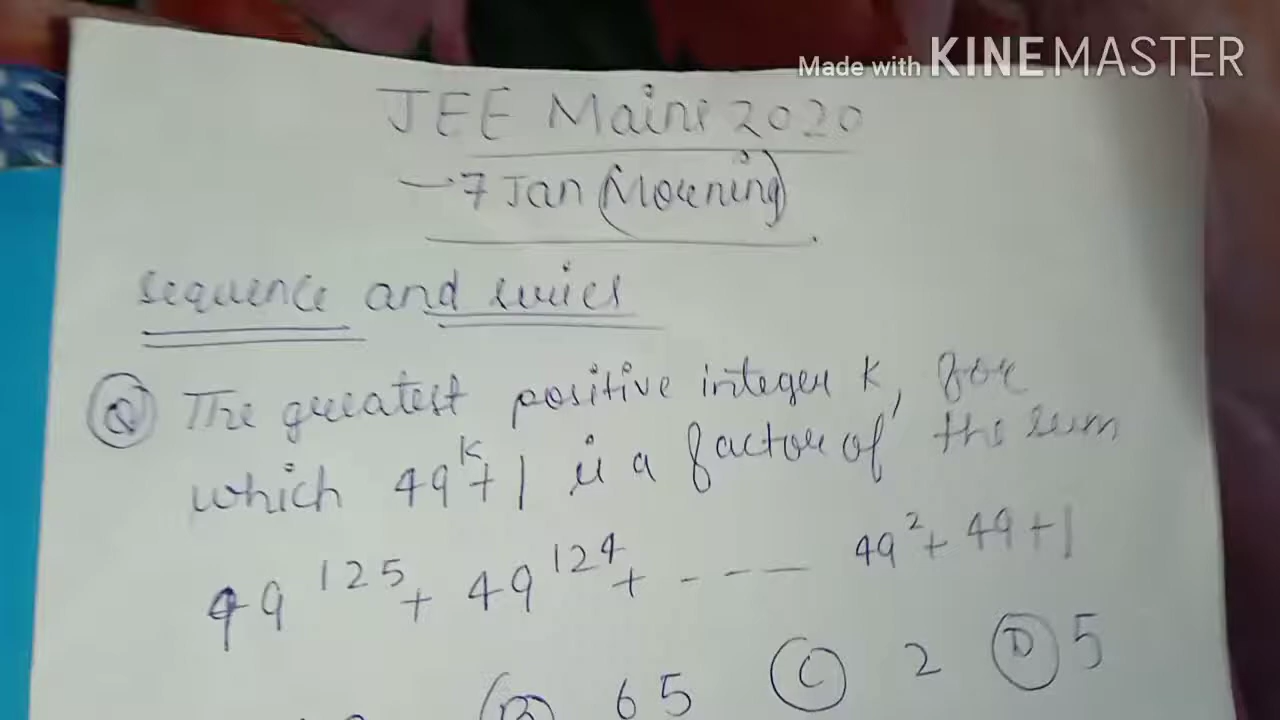 Made with KINEMASTER
JEE Mains 2020
7 Jan (Morning)
sequence and series
Q The greatest positive integer K, for
which 49^K+1 is a factor of the sum
49^125 + 49^124 + - - - — 49^2 + 49 + 1
(B) 65 (C) 2 (D) 5